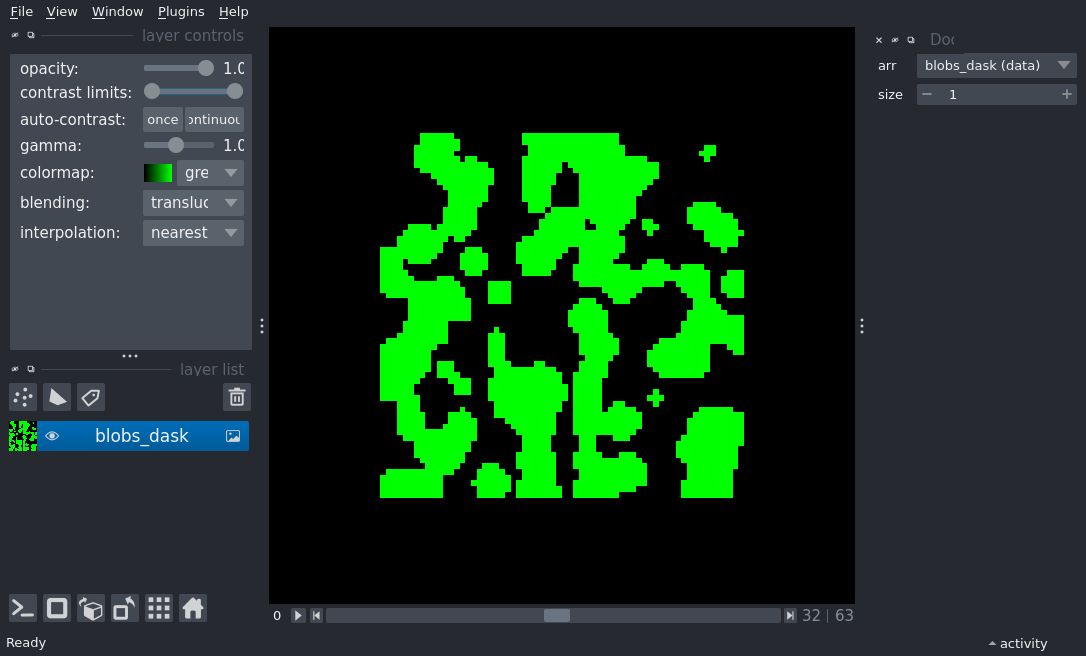 File View Window Plugins Help
layer controls
opacity: 1.0
contrast limits:
auto-contrast: once ontinuou
gamma: 1.0
colormap: gre
blending: transluc
interpolation: nearest
layer list
blobs_dask
0 32 | 63
Ready
Doc
arr blobs_dask (data)
size 1
activity